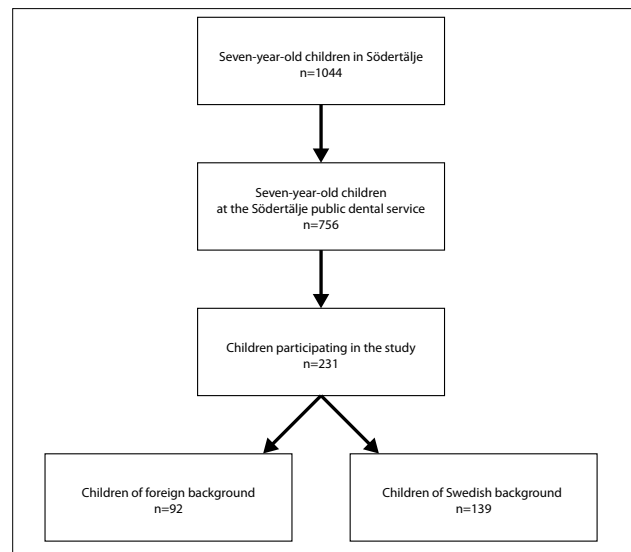 Seven-year-old children in Södertälje
n=1044
Seven-year-old children
at the Södertälje public dental service
n=756
Children participating in the study
n=231
Children of foreign background
n=92
Children of Swedish background
n=139